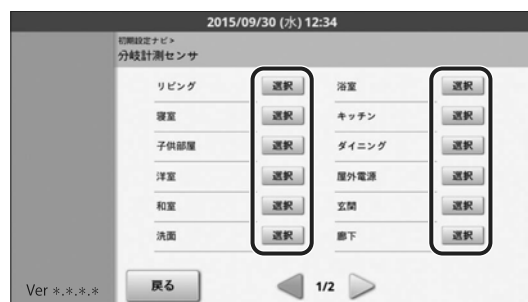 2015/09/30 (水) 12:34
初期設定ナビ>
分岐計測センサ
リビング 選択 浴室 選択
寝室 選択 キッチン 選択
子供部屋 選択 ダイニング 選択
洋室 選択 屋外電源 選択
和室 選択 玄関 選択
洗面 選択 廊下 選択
Ver *.*.*.* 戻る 1/2